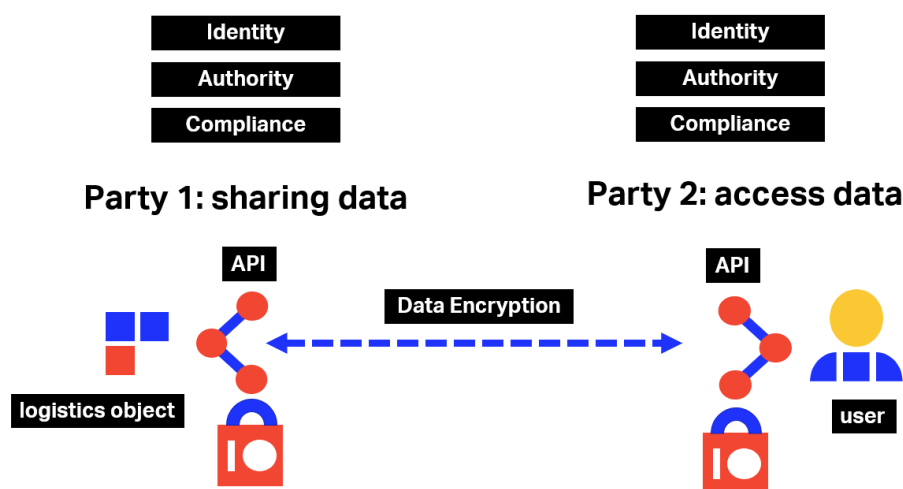 Identity
Authority
Compliance
Identity
Authority
Compliance
Party 1: sharing data
Party 2: access data
API
API
Data Encryption
logistics object
user